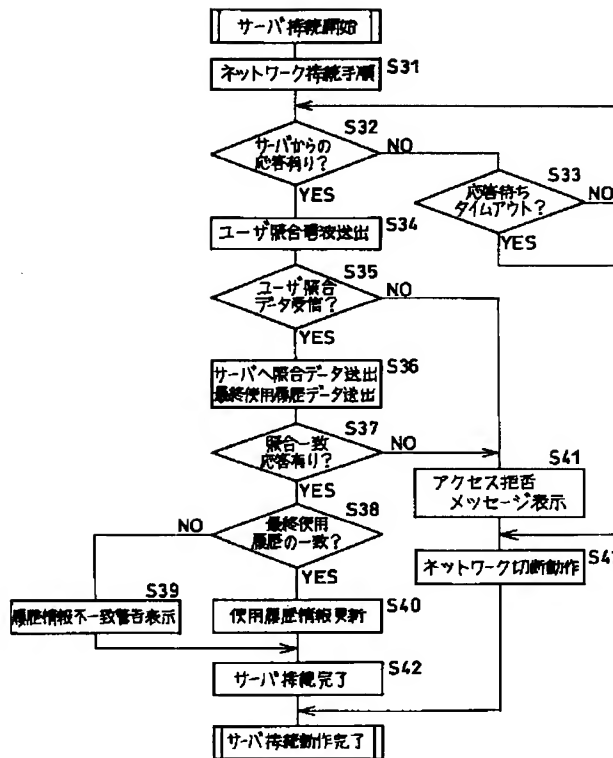 サーバ接続開始
ネットワーク接続手順
S31
サーバからの
応答有り?
S32
NO
YES
応答待ち
タイムアウト?
S33
NO
YES
ユーザ照合電波送出
S34
ユーザ照合
データ受信?
S35
NO
YES
サーバへ照合データ送出
最終使用履歴データ送出
S36
照合一致
応答有り?
S37
NO
YES
アクセス拒否
メッセージ表示
S41
最終使用
履歴の一致?
S38
NO
YES
ネットワーク切断動作
履歴情報不一致警告表示
S39
使用履歴情報更新
S40
サーバ接続完了
S42
サーバ接続動作完了